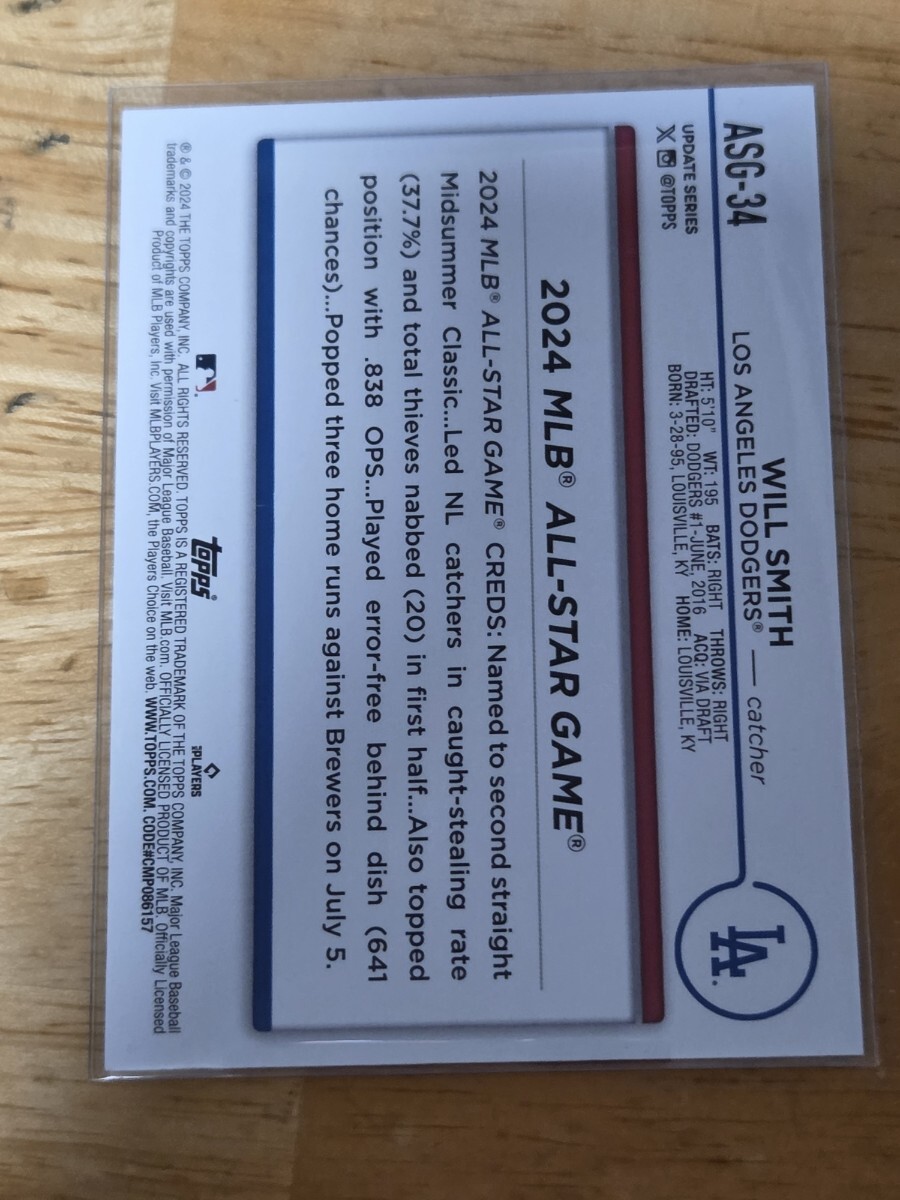 ASG-34
WILL SMITH
LOS ANGELES DODGERS® — catcher
LA
UPDATE SERIES
X @TOPPS
HT: 5'10" WT: 195 BATS: RIGHT THROWS: RIGHT
DRAFTED: DODGERS #1-JUNE, 2016 ACQ: VIA DRAFT
BORN: 3-28-95, LOUISVILLE, KY HOME: LOUISVILLE, KY
2024 MLB® ALL-STAR GAME®
2024 MLB® ALL-STAR GAME® CREDS: Named to second straight
Midsummer Classic...Led NL catchers in caught-stealing rate
(37.7%) and total thieves nabbed (20) in first half...Also topped
position with .838 OPS...Played error-free behind dish (641
chances)...Popped three home runs against Brewers on July 5.
topps®
PLAYERS
® & © 2024 THE TOPPS COMPANY, INC. ALL RIGHTS RESERVED. TOPPS IS A REGISTERED TRADEMARK OF THE TOPPS COMPANY, INC. Major League Baseball
trademarks and copyrights are used with permission of Major League Baseball. Visit MLB.com. OFFICIALLY LICENSED PRODUCT OF MLB. Officially Licensed
Product of MLB Players, Inc. Visit MLBPLAYERS.COM, the Players Choice on the web. WWW.TOPPS.COM. CODE#CMP086157